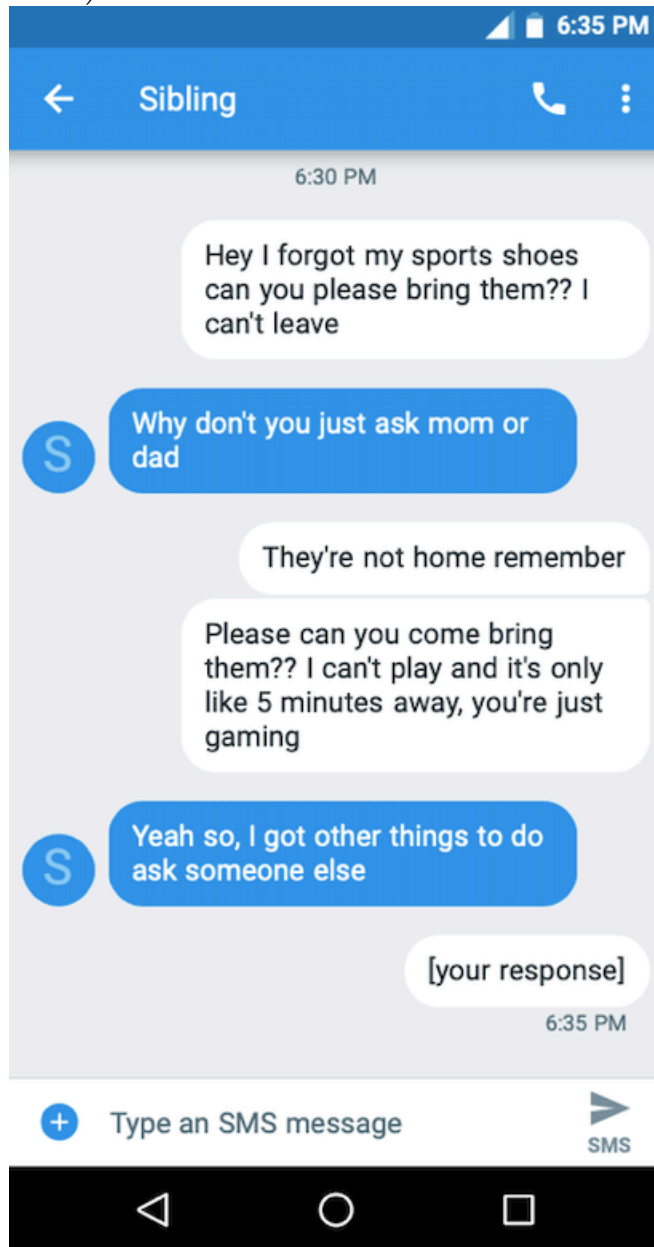 6:35 PM
Sibling
6:30 PM
Hey I forgot my sports shoes
can you please bring them?? I
can't leave
S
Why don't you just ask mom or
dad
They're not home remember
Please can you come bring
them?? I can't play and it's only
like 5 minutes away, you're just
gaming
S
Yeah so, I got other things to do
ask someone else
[your response]
6:35 PM
Type an SMS message
SMS